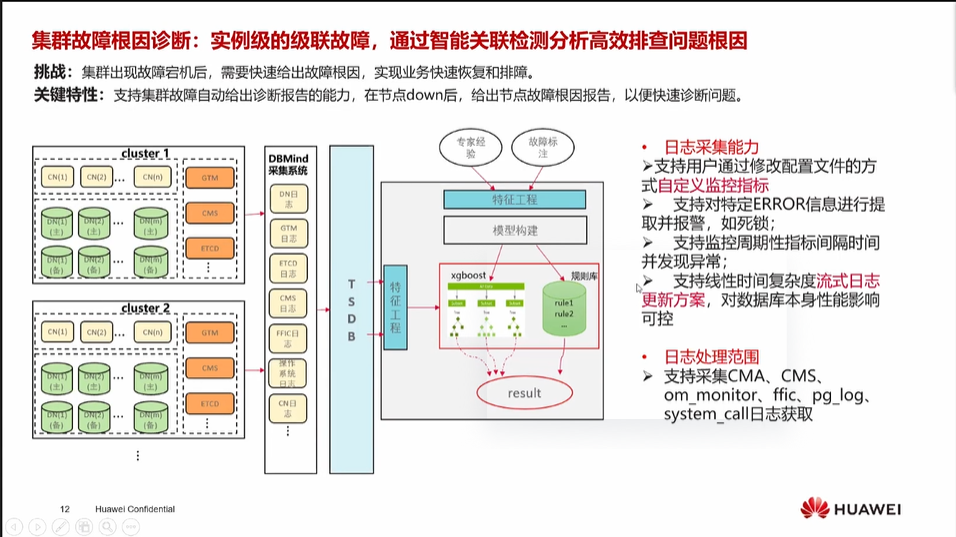 集群故障根因诊断：实例级的级联故障，通过智能关联检测分析高效排查问题根因
挑战：集群出现故障宕机后，需要快速给出故障根因，实现业务快速恢复和排障。
关键特性：支持集群故障自动给出诊断报告的能力，在节点down后，给出节点故障根因报告，以便快速诊断问题。
cluster 1
CN(1)
CN(2)
...
CN(n)
GTM
DN(1)
(主)
DN(2)
(主)
...
DN(m)
(主)
CMS
DN(1)
(备)
DN(2)
(备)
...
DN(m)
(备)
ETCD
⋮
cluster 2
CN(1)
CN(2)
...
CN(n)
GTM
DN(1)
(主)
DN(2)
(主)
...
DN(m)
(主)
CMS
DN(1)
(备)
DN(2)
(备)
...
DN(m)
(备)
ETCD
⋮
⋮
DBMind
采集系统
DN日
志
GTM
日志
ETCD
日志
CMS
日志
FFIC日
志
操作
系统
日志
CN日
志
⋮
T
S
D
B
专家经
验
故障标
注
特征工程
模型构建
特
征
工
程
xgboost
规则库
rule1
rule2
...
result
• 日志采集能力
➢支持用户通过修改配置文件的方
式自定义监控指标
➢ 支持对特定ERROR信息进行提
取并报警，如死锁；
➢ 支持监控周期性指标间隔时间
并发现异常；
➢ 支持线性时间复杂度流式日志
更新方案，对数据库本身性能影响
可控
• 日志处理范围
➢ 支持采集CMA、CMS、
om_monitor、ffic、pg_log、
system_call日志获取
12
Huawei Confidential
HUAWEI